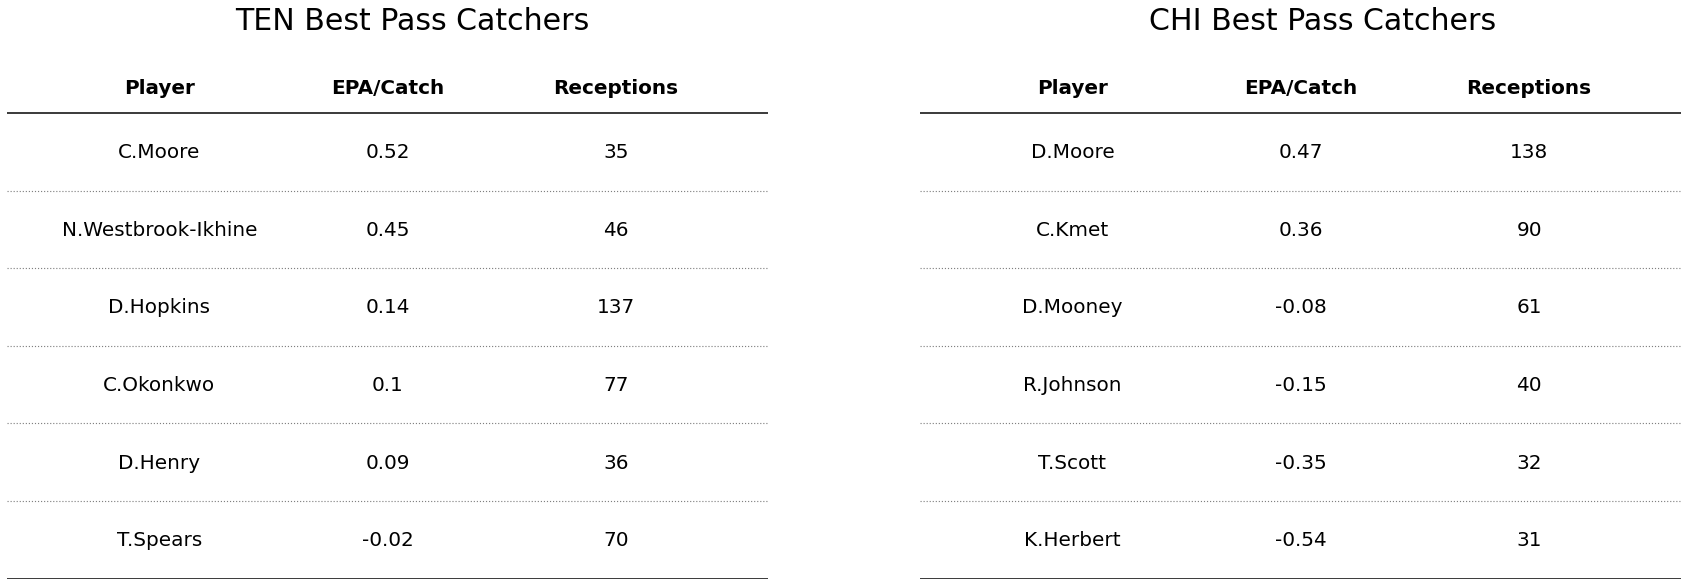 TEN Best Pass Catchers
Player EPA/Catch Receptions
C.Moore 0.52 35
N.Westbrook-Ikhine 0.45 46
D.Hopkins 0.14 137
C.Okonkwo 0.1 77
D.Henry 0.09 36
T.Spears -0.02 70
CHI Best Pass Catchers
Player EPA/Catch Receptions
D.Moore 0.47 138
C.Kmet 0.36 90
D.Mooney -0.08 61
R.Johnson -0.15 40
T.Scott -0.35 32
K.Herbert -0.54 31